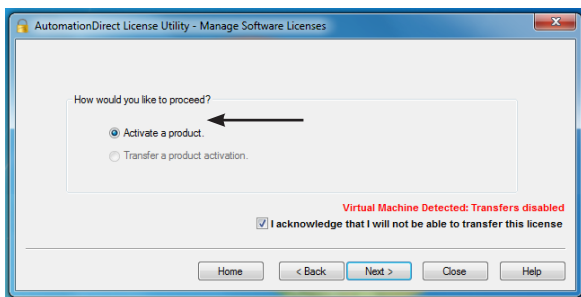 AutomationDirect License Utility - Manage Software Licenses
How would you like to proceed?
Activate a product.
Transfer a product activation.
Virtual Machine Detected: Transfers disabled
I acknowledge that I will not be able to transfer this license
Home < Back Next > Close Help